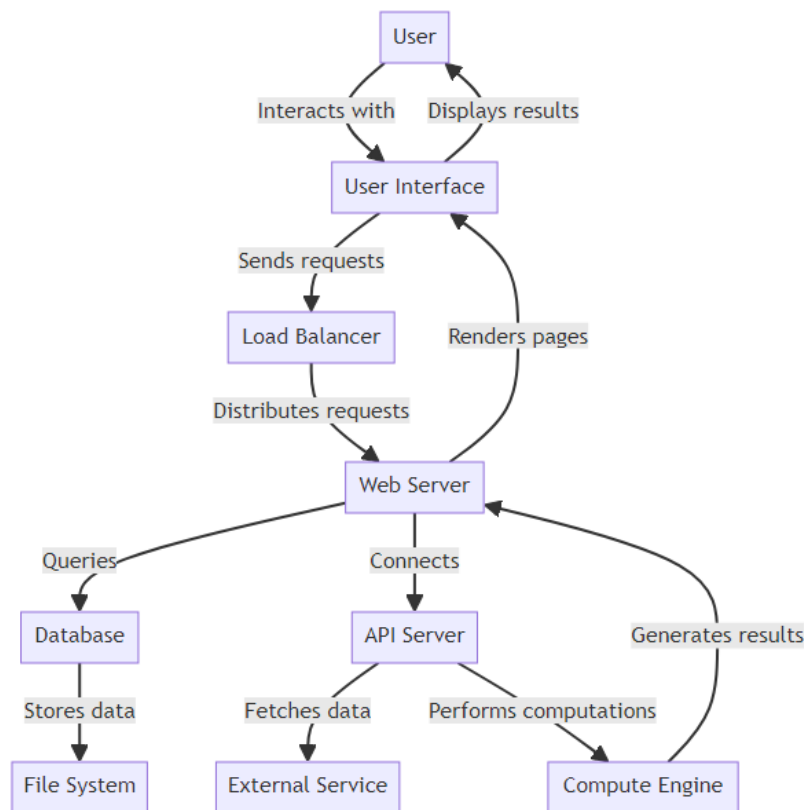 User
Interacts with
Displays results
User Interface
Sends requests
Load Balancer
Renders pages
Distributes requests
Web Server
Queries
Connects
Database
API Server
Generates results
Stores data
Fetches data
Performs computations
File System
External Service
Compute Engine